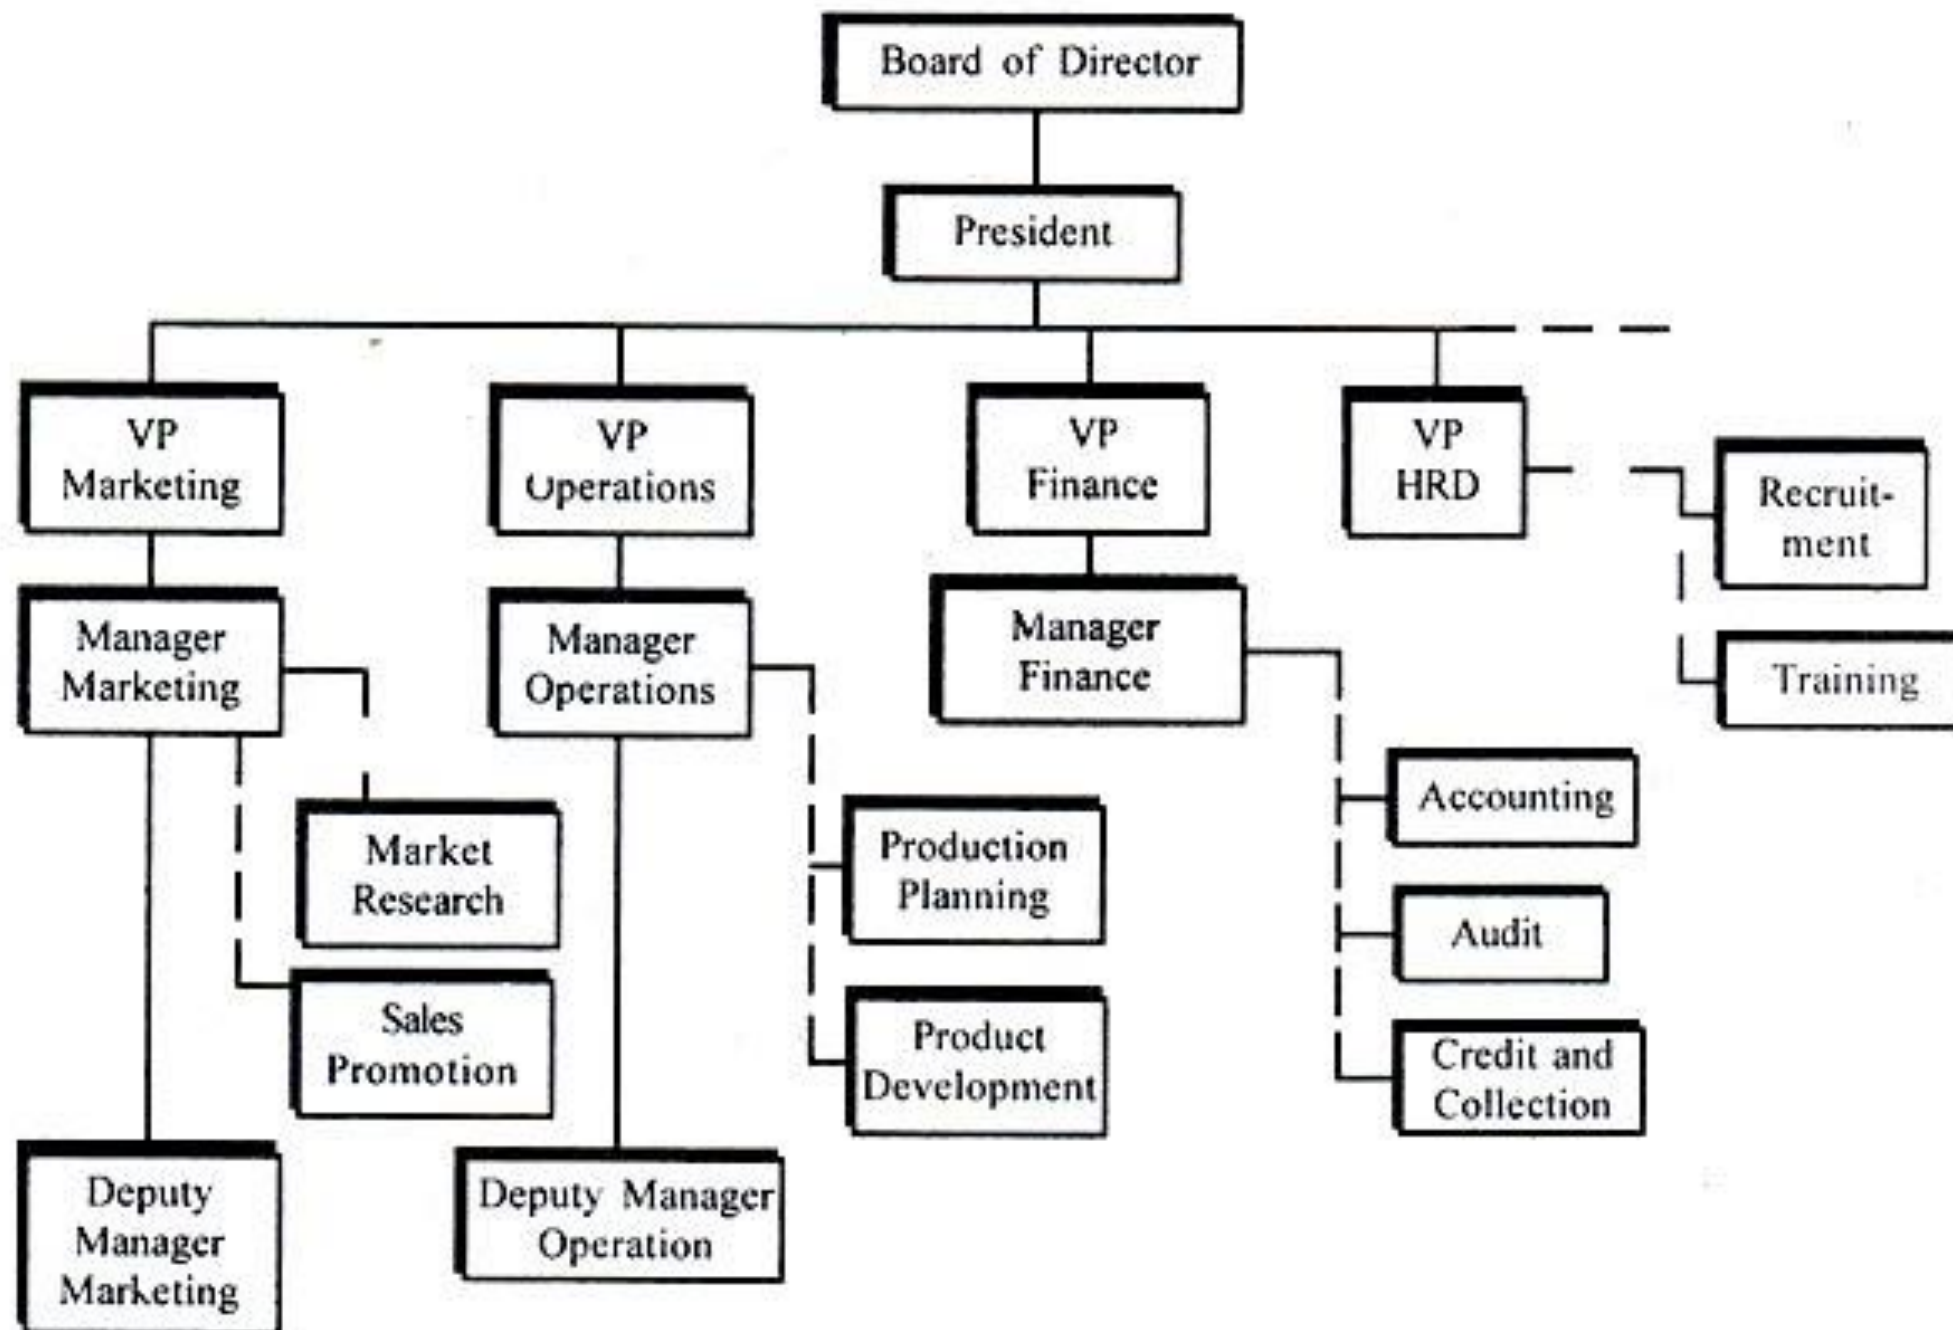 Board of Director
President
VP
Marketing
VP
Operations
VP
Finance
VP
HRD
Recruit-
ment
Training
Manager
Marketing
Manager
Operations
Manager
Finance
Market
Research
Sales
Promotion
Production
Planning
Product
Development
Accounting
Audit
Credit and
Collection
Deputy
Manager
Marketing
Deputy Manager
Operation